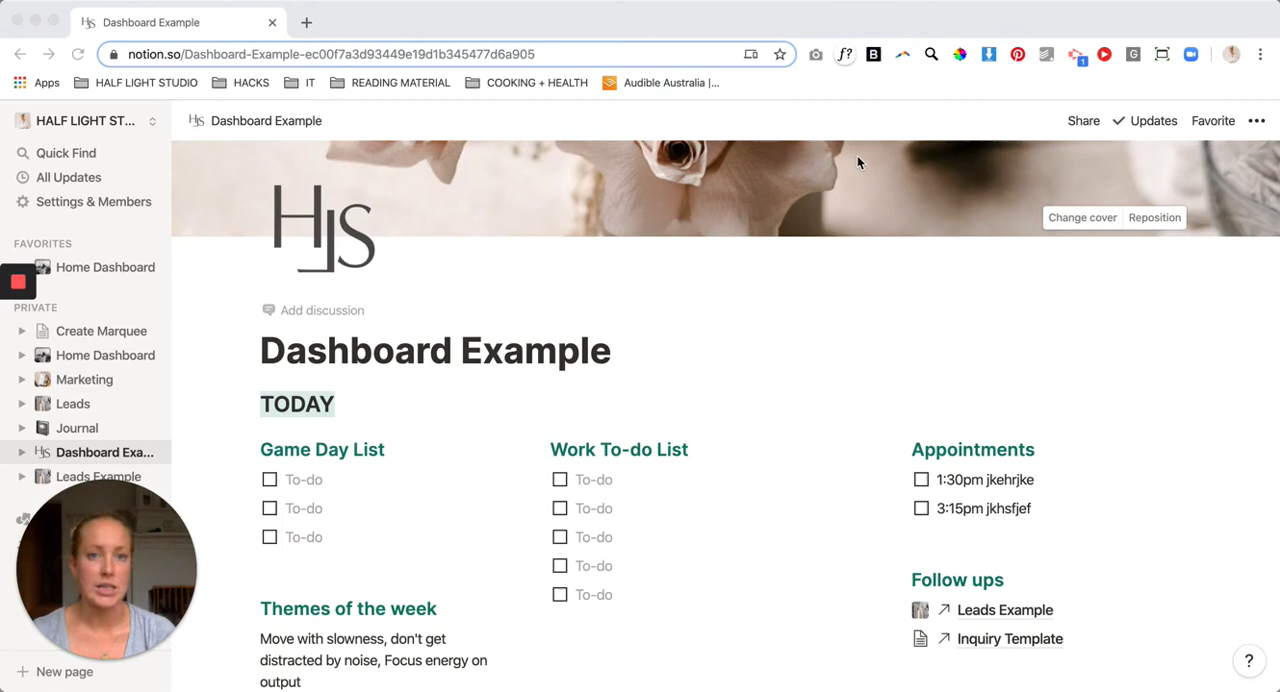 Dashboard Example
notion.so/Dashboard-Example-ec00f7a3d93449e19d1b345477d6a905
f?
B
G
1
Apps
HALF LIGHT STUDIO
HACKS
IT
READING MATERIAL
COOKING + HEALTH
Audible Australia |...
HALF LIGHT ST...
Dashboard Example
Share
Updates
Favorite
Quick Find
All Updates
Settings & Members
FAVORITES
Home Dashboard
PRIVATE
Create Marquee
Home Dashboard
Marketing
Leads
Journal
Dashboard Exa...
Leads Example
New page
Change cover
Reposition
HJS
Add discussion
Dashboard Example
TODAY
Game Day List
To-do
To-do
To-do
Themes of the week
Move with slowness, don't get
distracted by noise, Focus energy on
output
Work To-do List
To-do
To-do
To-do
To-do
To-do
Appointments
1:30pm jkehrjke
3:15pm jkhsfjef
Follow ups
Leads Example
Inquiry Template
?